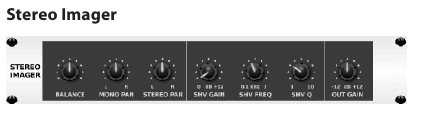 Stereo Imager
STEREO
IMAGER
L R
L R
0 dB +12
0.1 kHz 1
1 10
-12 dB +12
BALANCE
MONO PAN
STEREO PAN
SHV GAIN
SHV FREQ
SHV Q
OUT GAIN